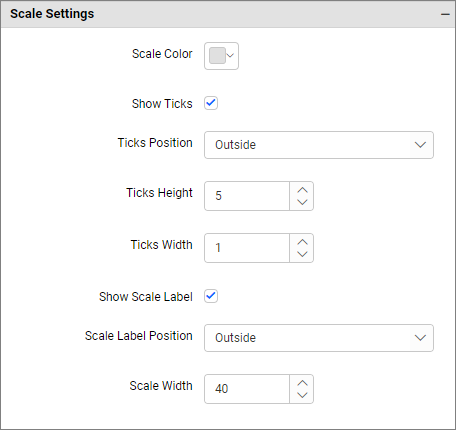 Scale Settings
Scale Color
Show Ticks
Ticks Position Outside
Ticks Height 5
Ticks Width 1
Show Scale Label
Scale Label Position Outside
Scale Width 40